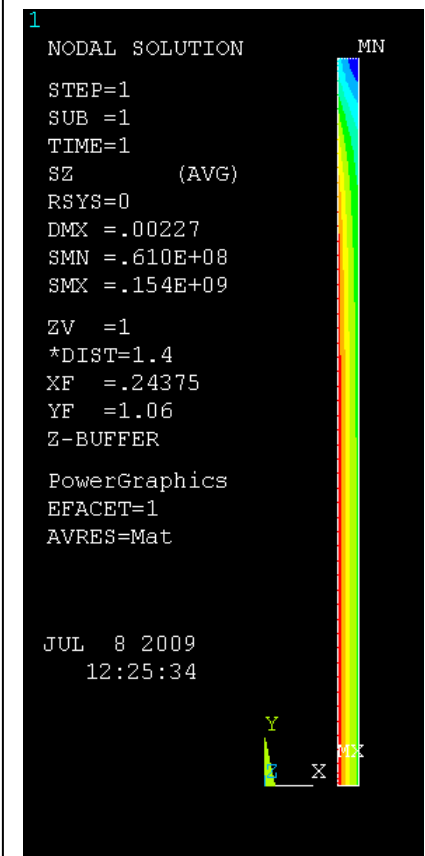 1
NODAL SOLUTION
MN
STEP=1
SUB =1
TIME=1
SZ (AVG)
RSYS=0
DMX =.00227
SMN =.610E+08
SMX =.154E+09
ZV =1
*DIST=1.4
XF =.24375
YF =1.06
Z-BUFFER
PowerGraphics
EFACET=1
AVRES=Mat
JUL 8 2009
12:25:34
Y
MX
Z X